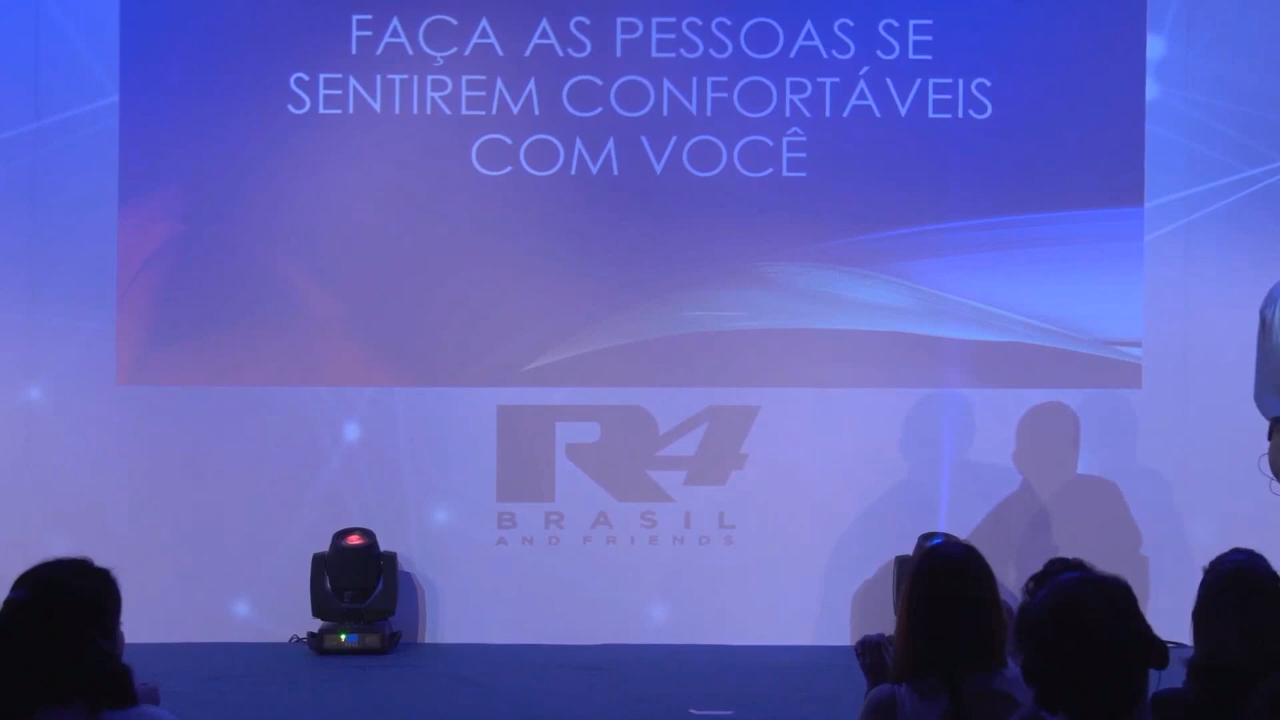 FAÇA AS PESSOAS SE
SENTIREM CONFORTÁVEIS
COM VOCÊ
R4
BRASIL
AND FRIENDS